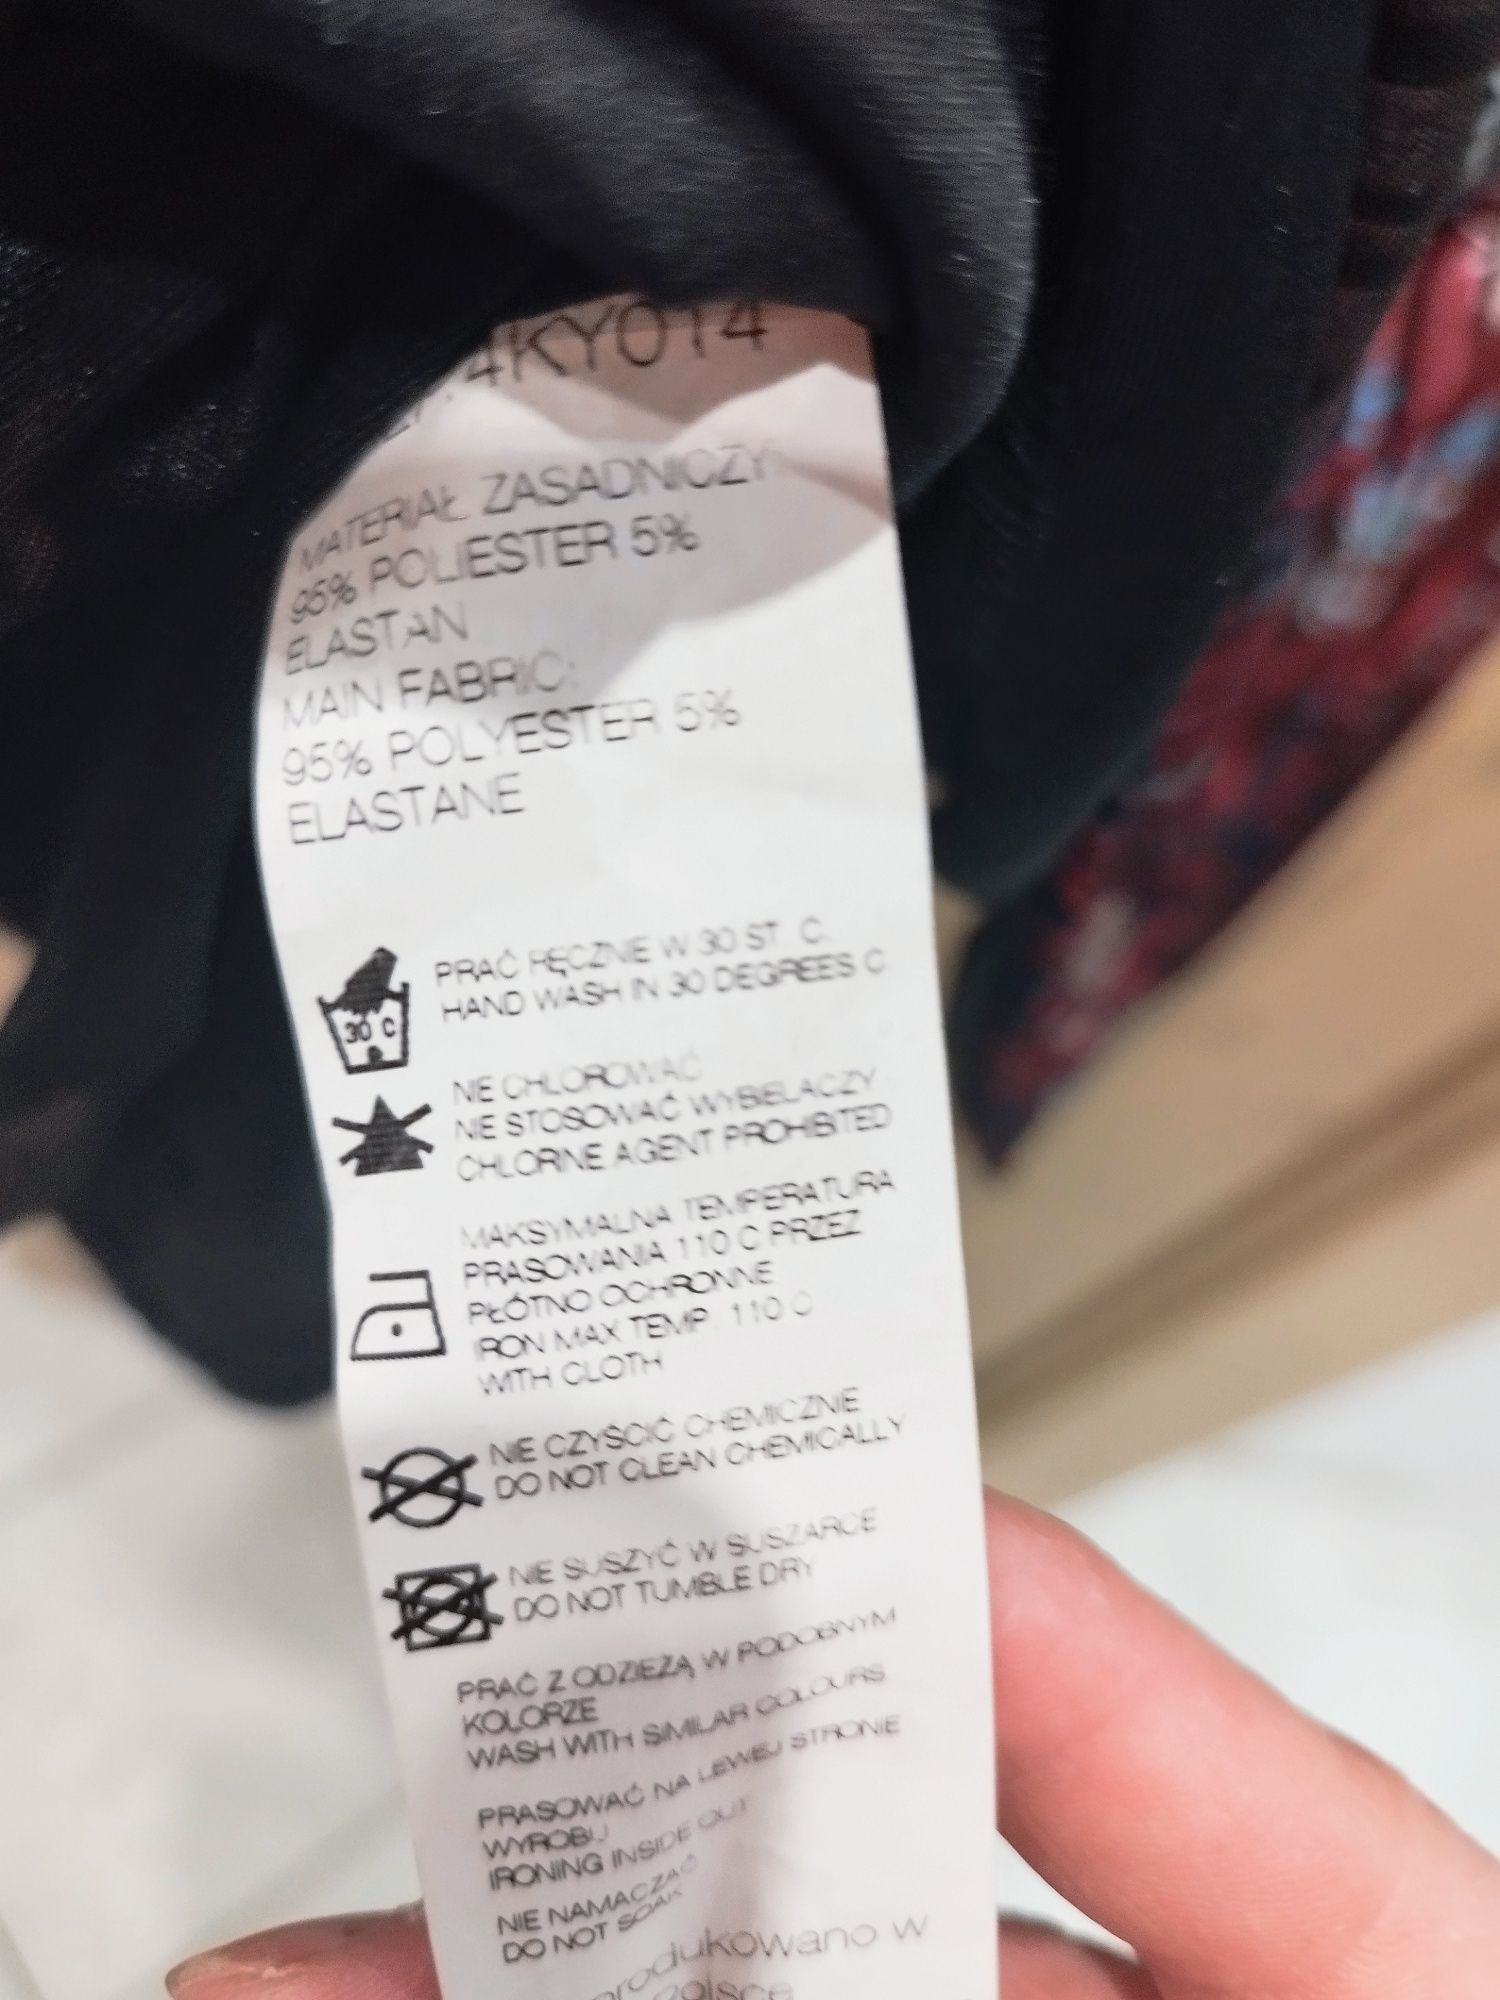 4KY014
MATERIAŁ ZASADNICZY
95% POLIESTER 5%
ELASTAN
MAIN FABRIC:
95% POLYESTER 5%
ELASTANE
30 C
PRAĆ RĘCZNIE W 30 ST C.
HAND WASH IN 30 DEGREES C
NIE CHLOROWAĆ
NIE STOSOWAĆ WYBIELACZY
CHLORNE AGENT PROHIBITED
MAKSYMALNA TEMPERATURA
PRASOWANIA 110 C PRZEZ
PŁÓTNO OCHRONNE
IRON MAX TEMP. 110 C
WITH CLOTH
NIE CZYŚCIĆ CHEMICZNIE
DO NOT CLEAN CHEMICALLY
NIE SUSZYĆ W SUSZARCE
DO NOT TUMBLE DRY
PRAĆ Z ODZIEŻĄ W PODOBNYM
KOLORZE
WASH WITH SIMILAR COLOURS
PRASOWAĆ NA LEWEJ STRONIE
WYROBU
IRONING INSIDE OUT
NIE NAMACZAĆ
DO NOT SOAK
produkowano w
olsce